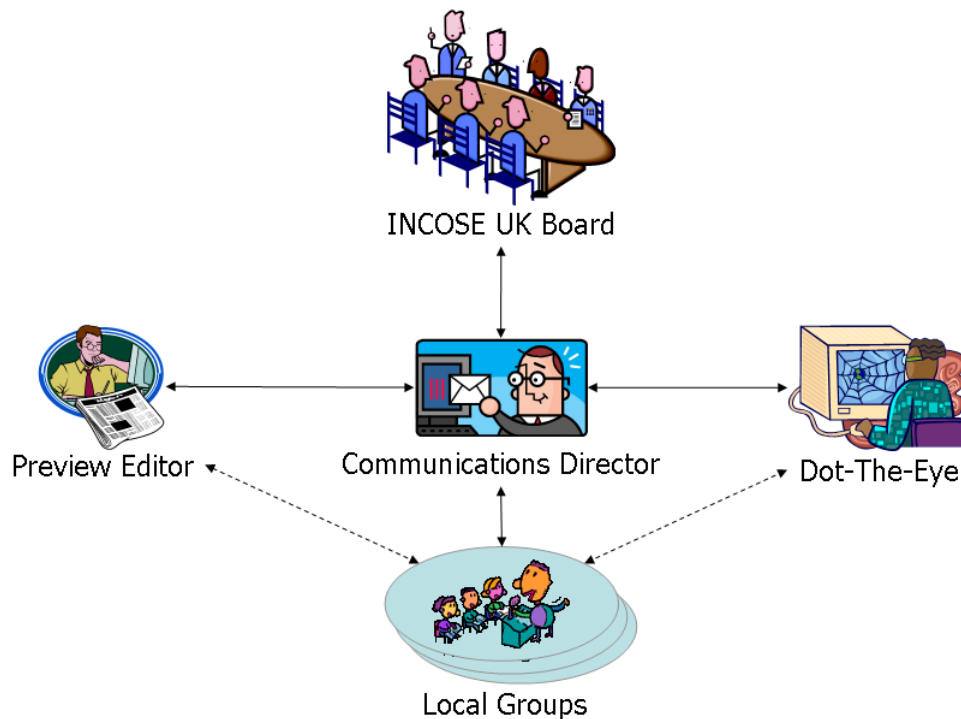 INCOSE UK Board
Preview Editor
Communications Director
Dot-The-Eye
Local Groups